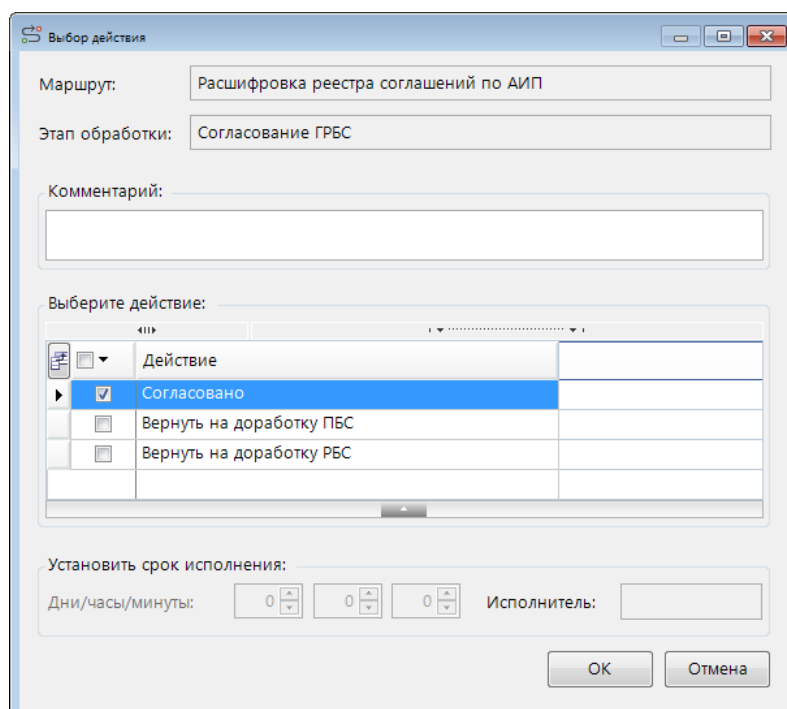 Выбор действия
Маршрут: Расшифровка реестра соглашений по АИП
Этап обработки: Согласование ГРБС
Комментарий:
Выберите действие:
Действие
Согласовано
Вернуть на доработку ПБС
Вернуть на доработку РБС
Установить срок исполнения:
Дни/часы/минуты: 0 0 0 Исполнитель:
ОК Отмена